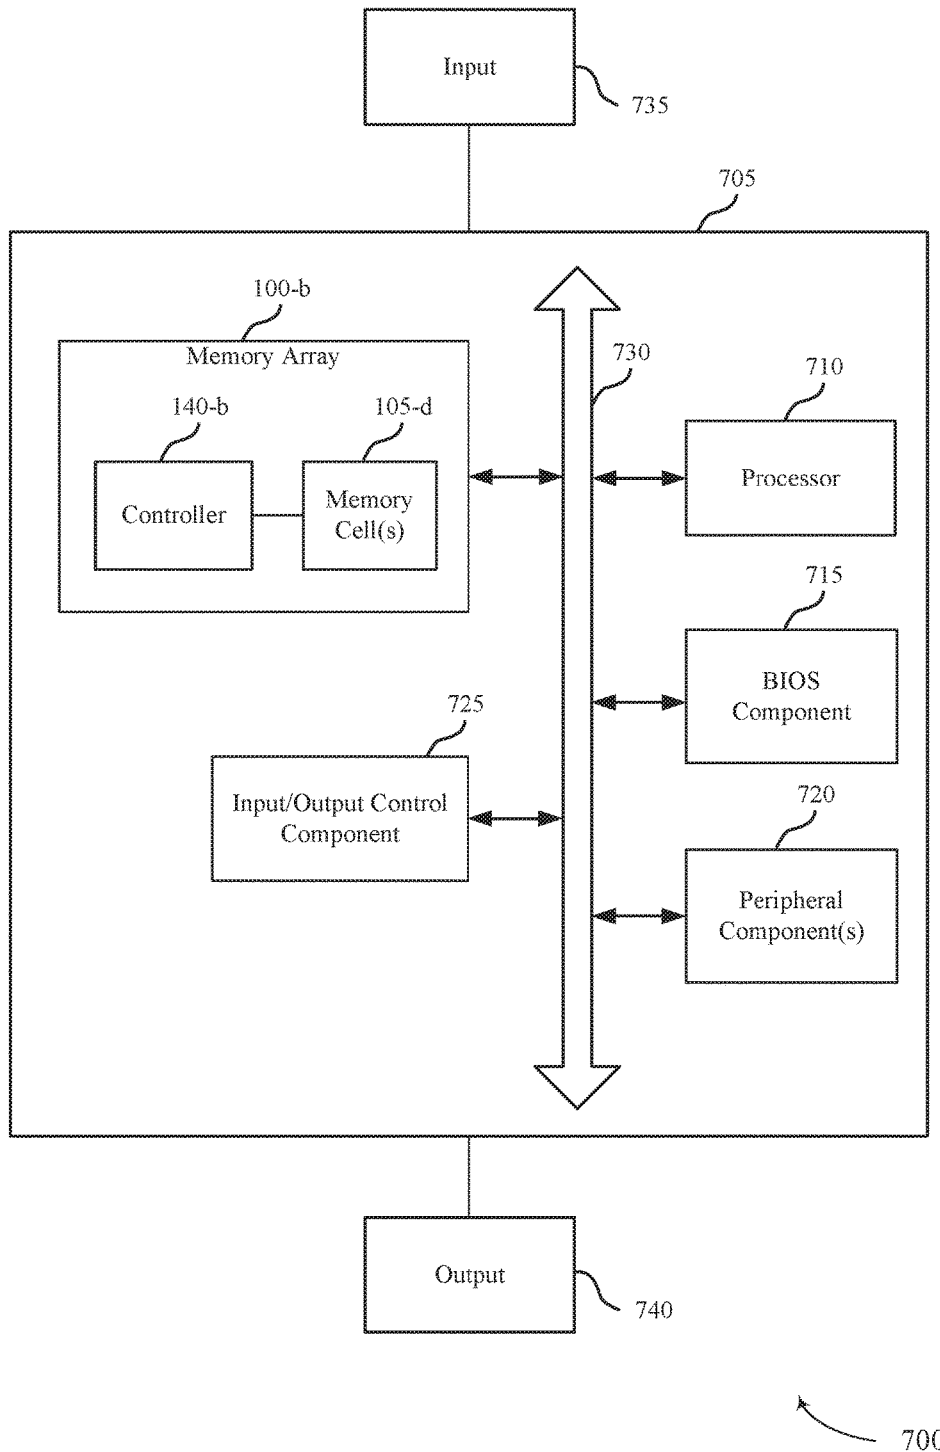 Input
735
705
100-b
Memory Array
730
710
140-b
105-d
Controller
Memory
Cell(s)
Processor
715
BIOS
Component
725
Input/Output Control
Component
720
Peripheral
Component(s)
Output
740
700